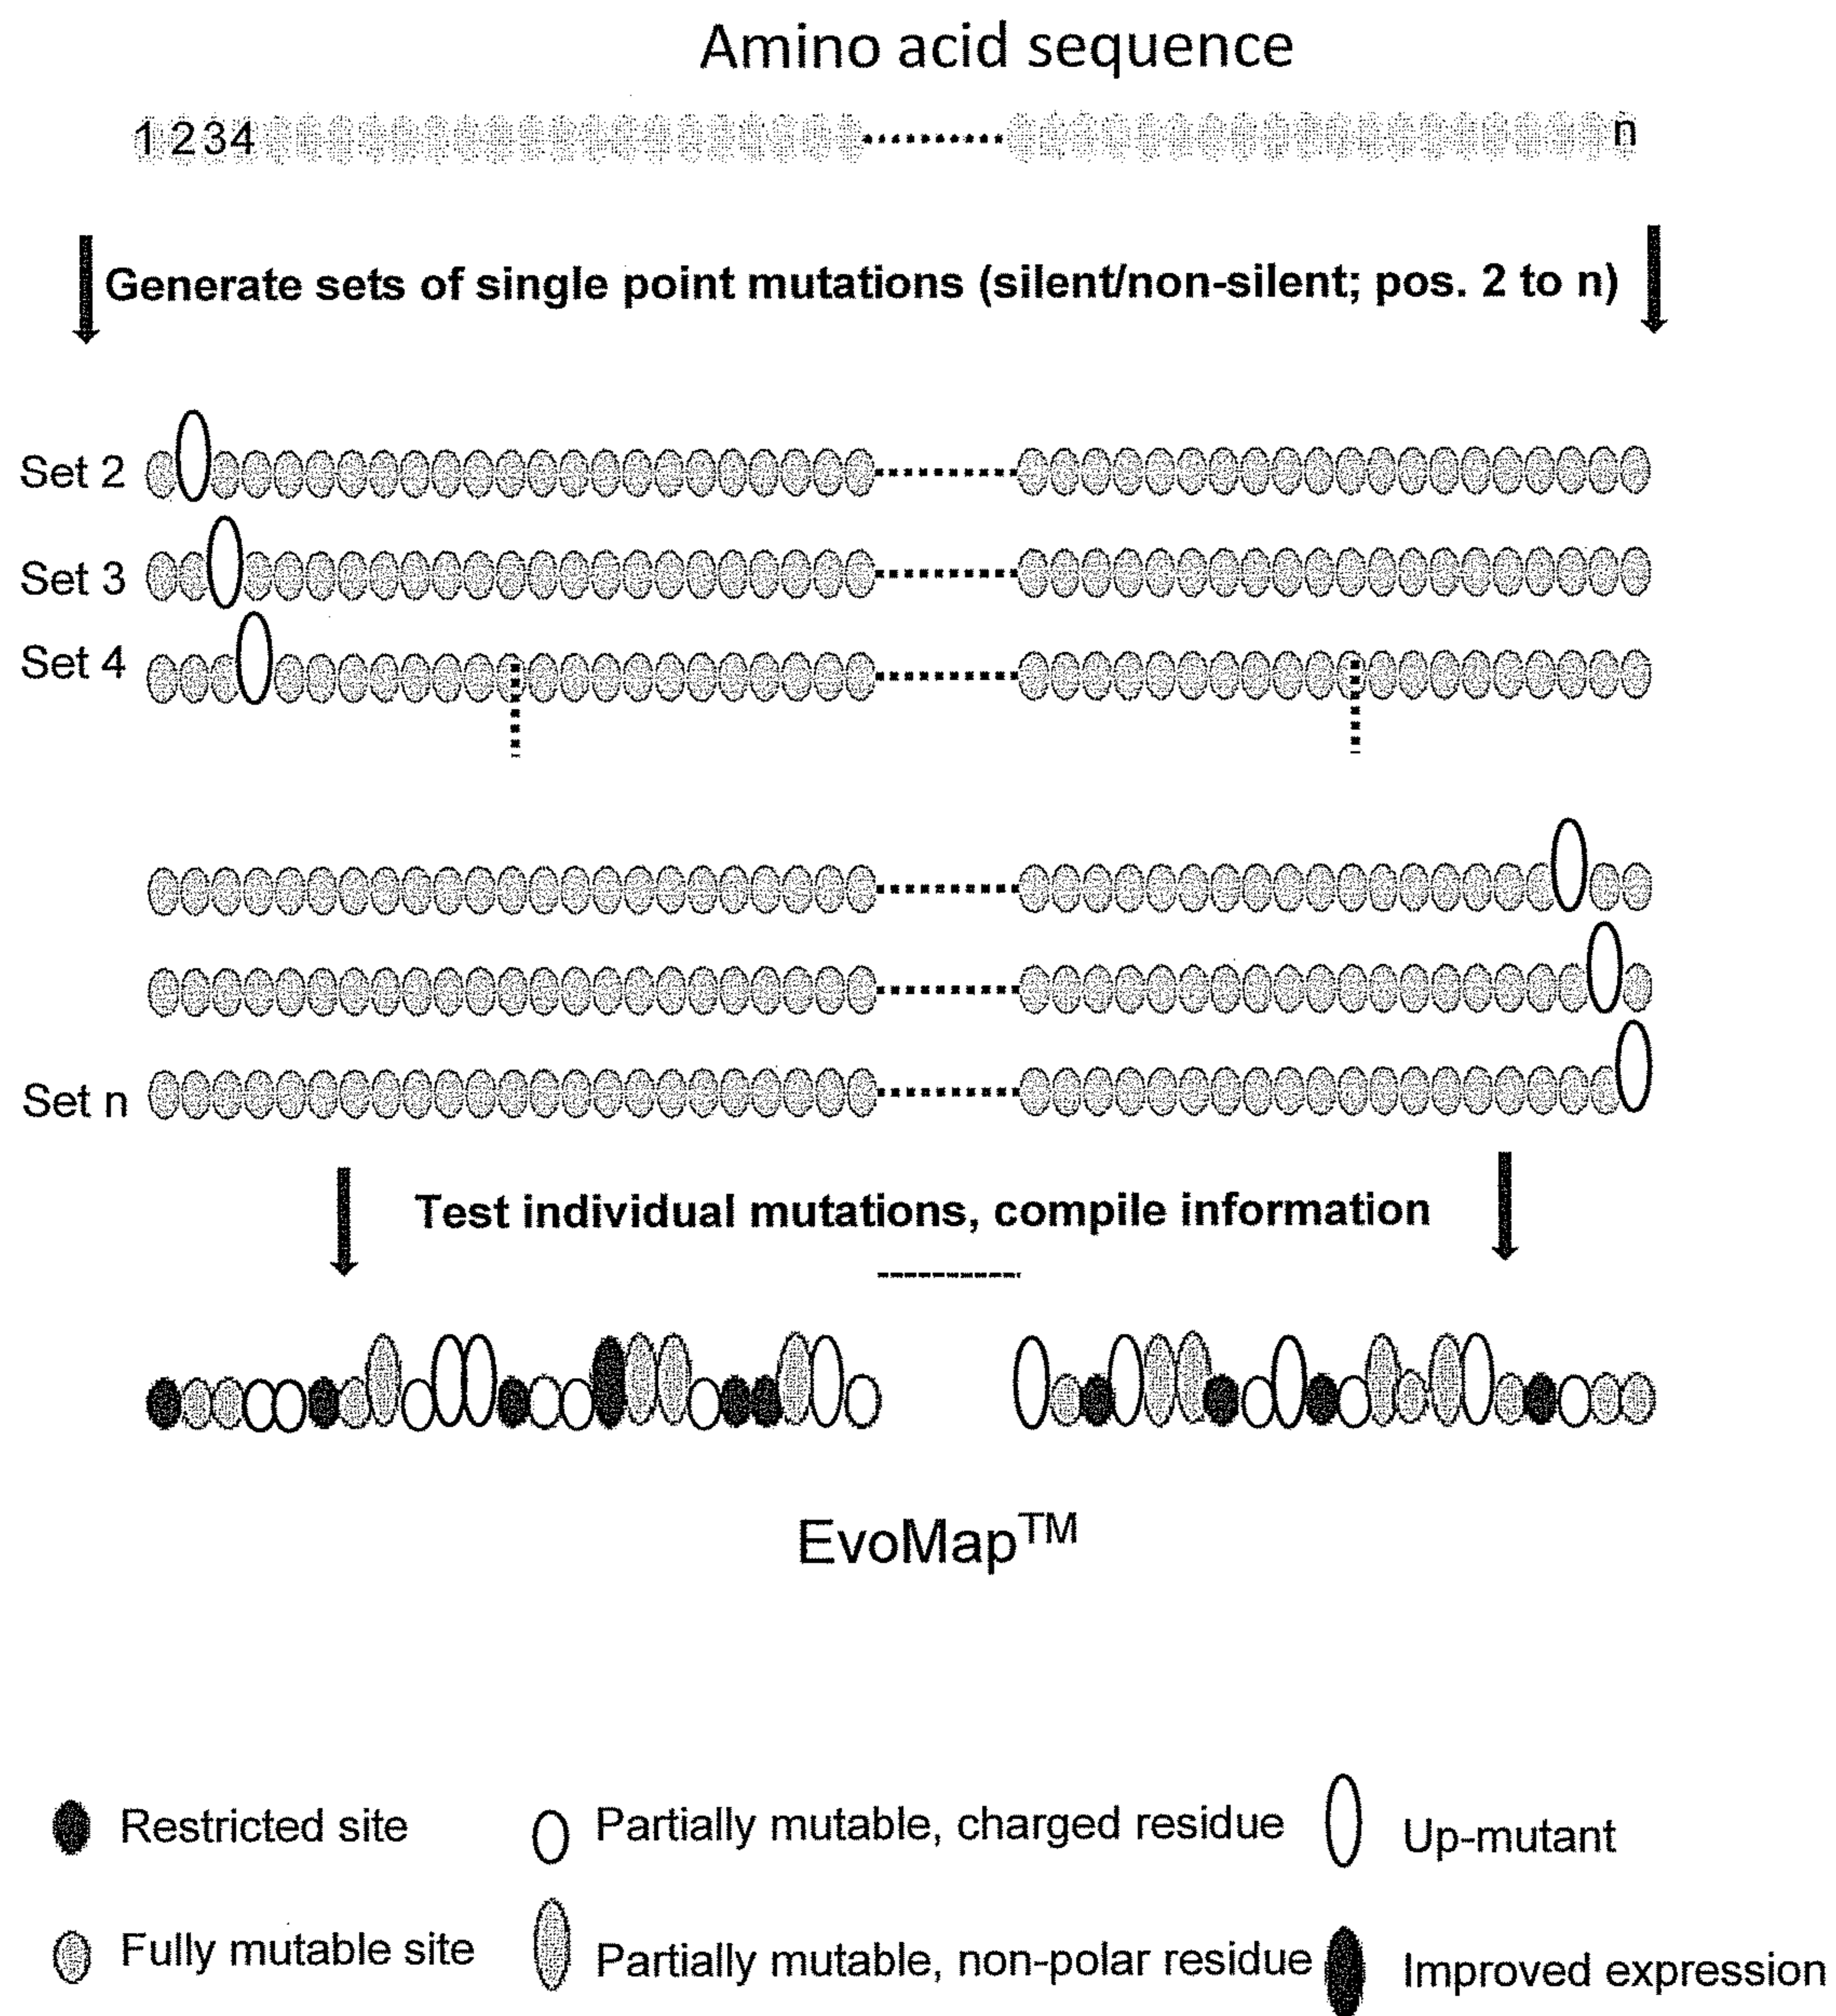 Amino acid sequence
1 2 3 4 n
Generate sets of single point mutations (silent/non-silent; pos. 2 to n)
Set 2
Set 3
Set 4
Set n
Test individual mutations, compile information
EvoMap™
Restricted site
Partially mutable, charged residue
Up-mutant
Fully mutable site
Partially mutable, non-polar residue
Improved expression